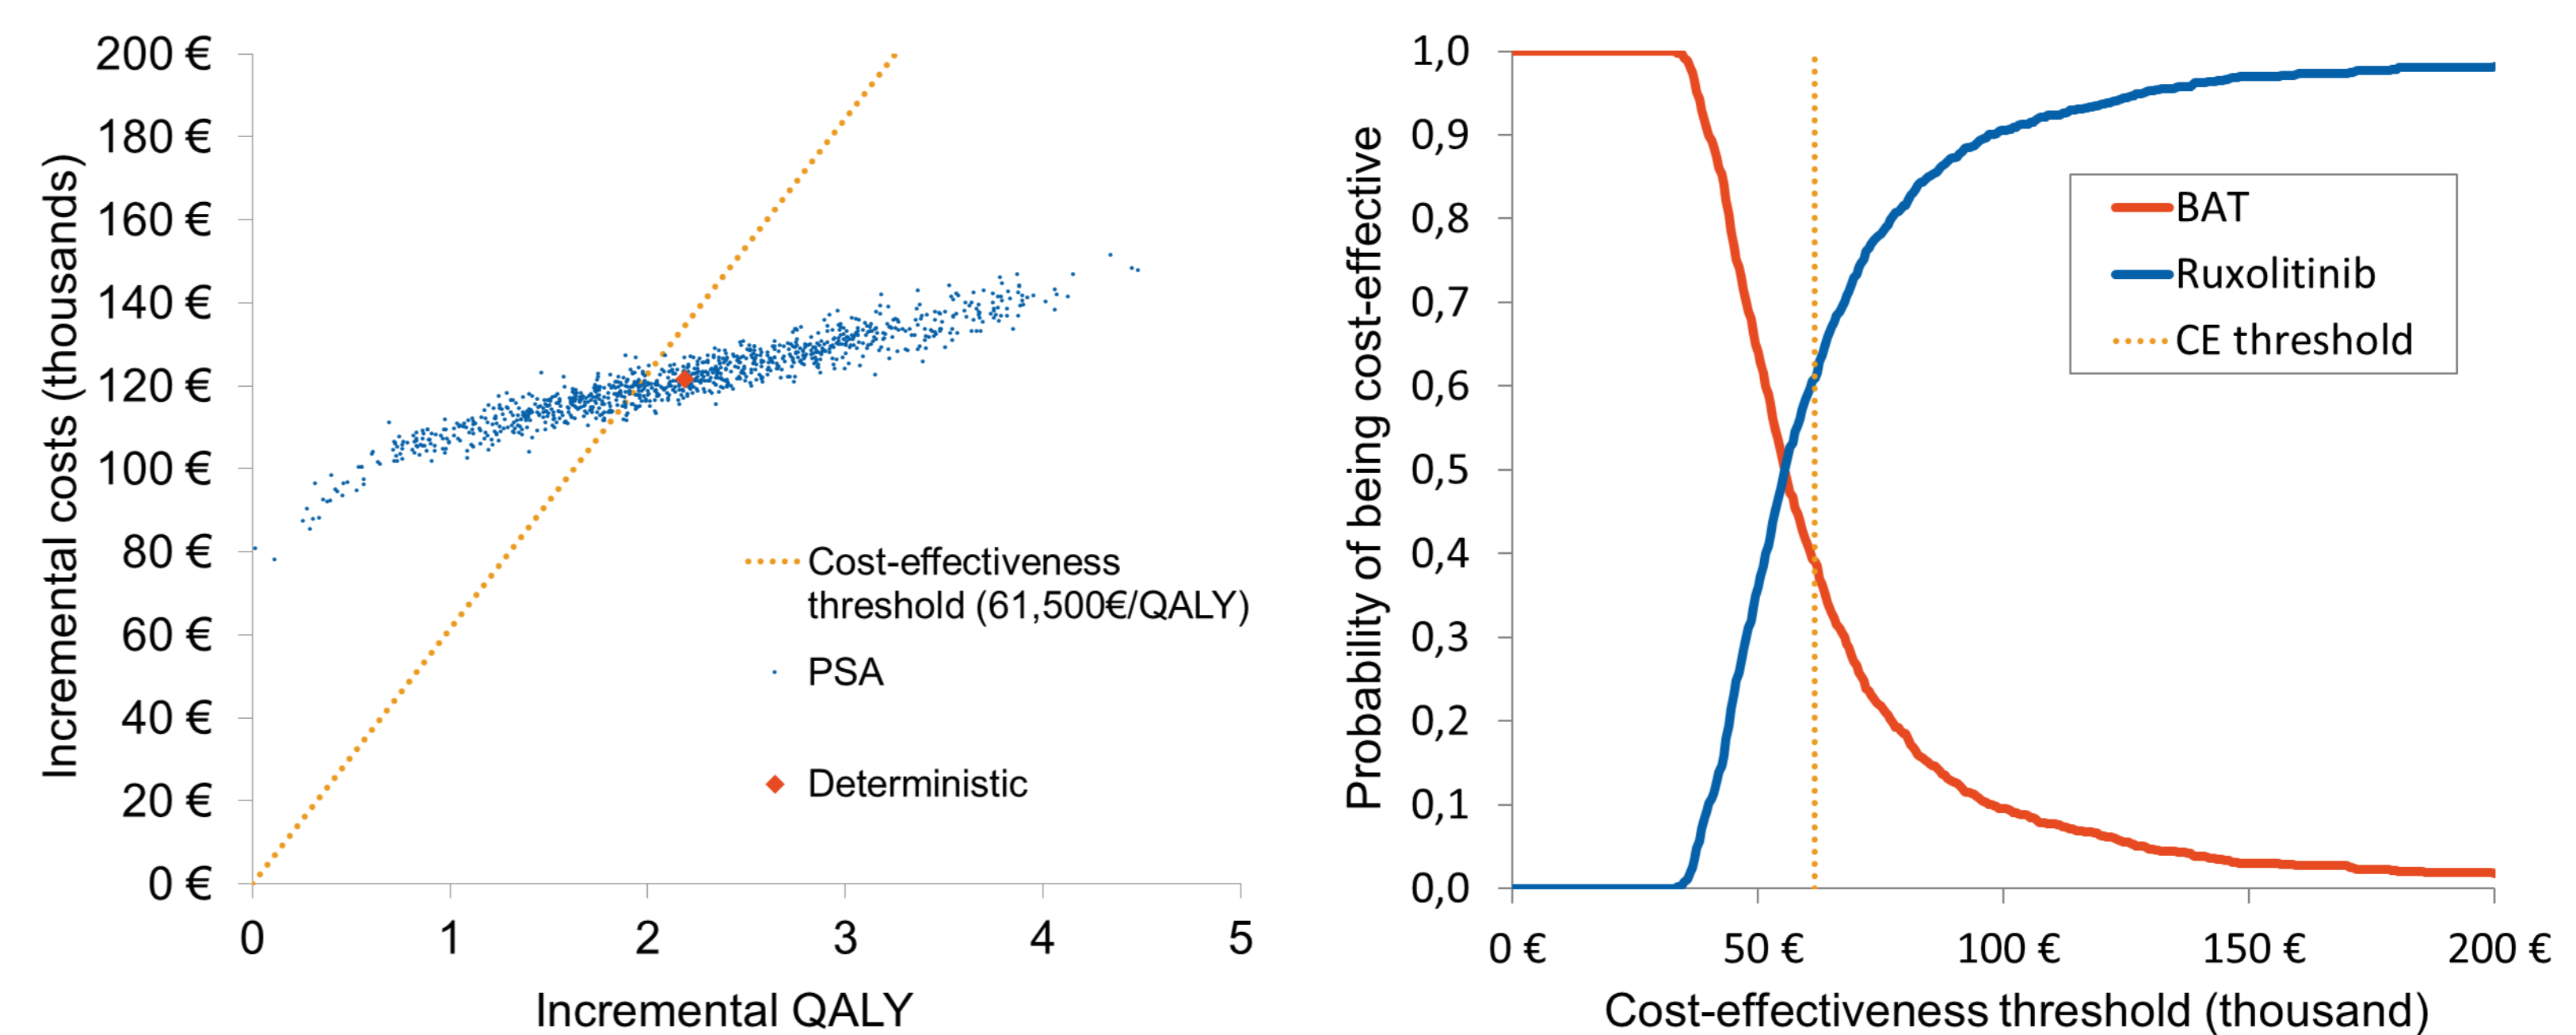 Incremental costs (thousands)
200 €
180 €
160 €
140 €
120 €
100 €
80 €
60 €
40 €
20 €
0 €
0 1 2 3 4 5
Incremental QALY
Cost-effectiveness
threshold (61,500€/QALY)
PSA
Deterministic
Probability of being cost-effective
1,0
0,9
0,8
0,7
0,6
0,5
0,4
0,3
0,2
0,1
0,0
0 € 50 € 100 € 150 € 200 €
Cost-effectiveness threshold (thousand)
BAT
Ruxolitinib
CE threshold